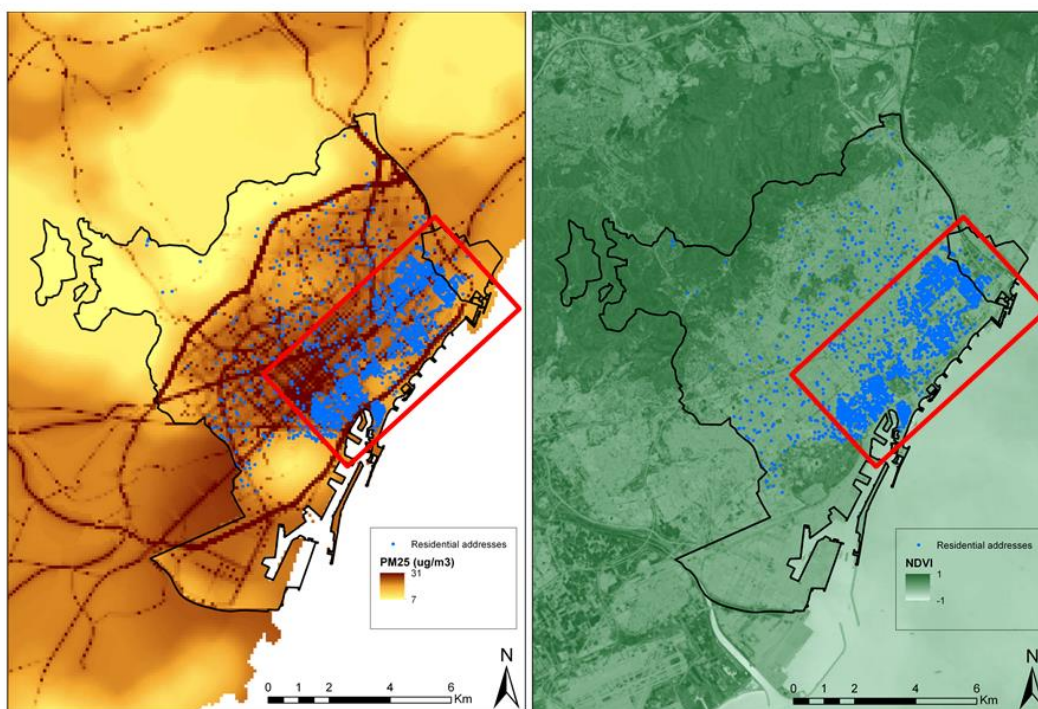 Residential addresses
PM25 (ug/m3)
31
7
N
0 1 2 4 6
Km
Residential addresses
NDVI
1
-1
N
0 1 2 4 6
Km